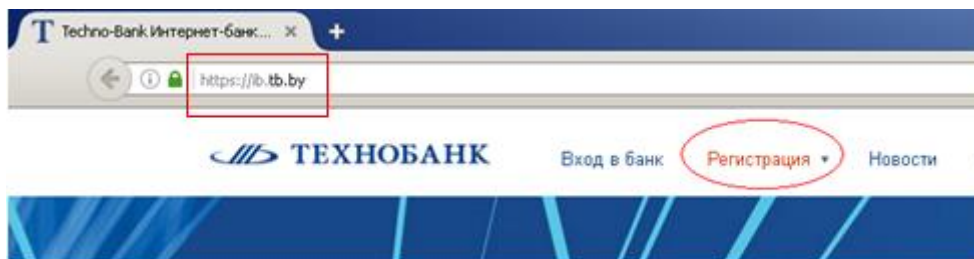 T Techno-Bank Интернет-банк... × +
https://ib.tb.by
ТЕХНОБАНК Вход в банк Регистрация Новости